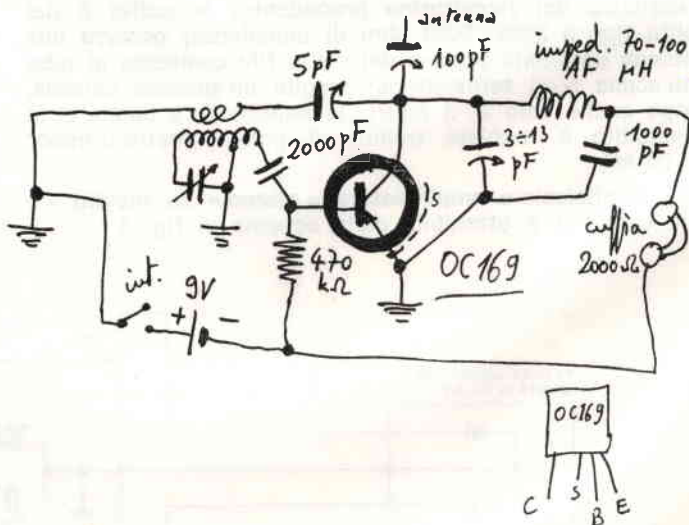 antenna
100pF
imped. 70-100
AF µH
5pF
2000pF
3÷13
pF
1000
pF
S
470
kΩ
OC169
cuffia
2000Ω
int.
9V
+ -
OC169
C S B E